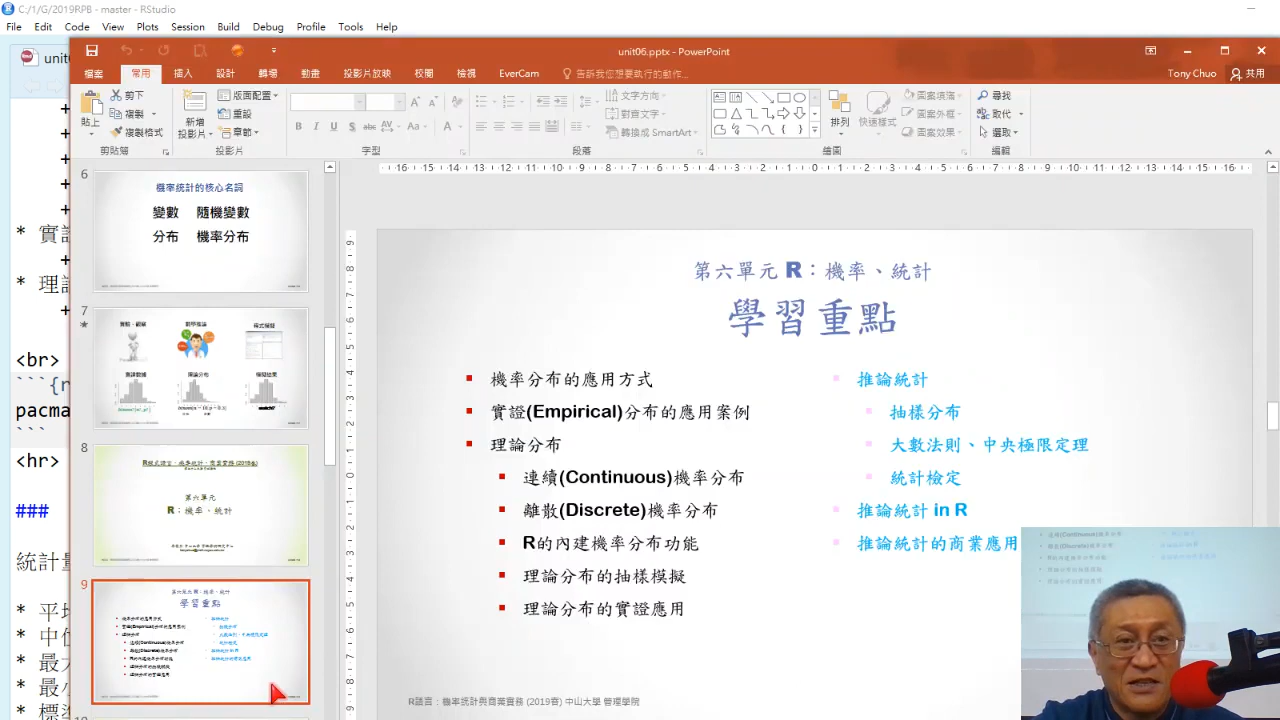 C:/1/G/2019RPB - master - RStudio
File Edit Code View Plots Session Build Debug Profile Tools Help
unit06.pptx - PowerPoint
檔案 常用 插入 設計 轉場 動畫 投影片放映 校閱 檢視 EverCam 告訴我您想要執行的動作... Tony Chuo 共用
貼上 剪下 複製 複製格式 剪貼簿
新增 投影片 版面配置 重設 章節 投影片
B I U S abc AV Aa A 字型
文字方向 對齊文字 轉換成 SmartArt 段落
排列 快速樣式 圖案填滿 圖案外框 圖案效果 繪圖
尋找 取代 選取 編輯
* 實
* 理
<br>
```{r
pacma
```
<hr>
###
統計量
* 平均
* 中位
* 最大
* 最小
* 標準
6
機率統計的核心名詞
變數 隨機變數
分布 機率分布
7
理論分布
模擬結果
8
第六單元
R：機率、統計
9
第六單元 R：機率、統計
學習重點
機率分布的應用方式
實證(Empirical)分布的應用案例
理論分布
連續(Continuous)機率分布
離散(Discrete)機率分布
R的內建機率分布功能
理論分布的抽樣模擬
理論分布的實證應用
推論統計
抽樣分布
大數法則、中央極限定理
統計檢定
推論統計 in R
推論統計的商業應用
R語言：機率統計與商業實務 (2019春) 中山大學 管理學院